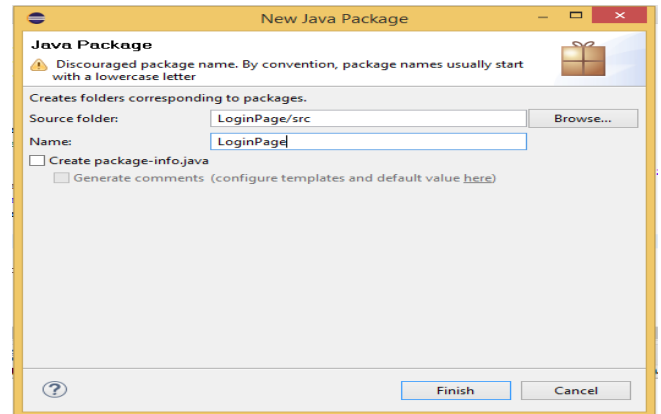 New Java Package
Java Package
Discouraged package name. By convention, package names usually start
with a lowercase letter
Creates folders corresponding to packages.
Source folder: LoginPage/src Browse...
Name: LoginPage
Create package-info.java
Generate comments (configure templates and default value here)
? Finish Cancel